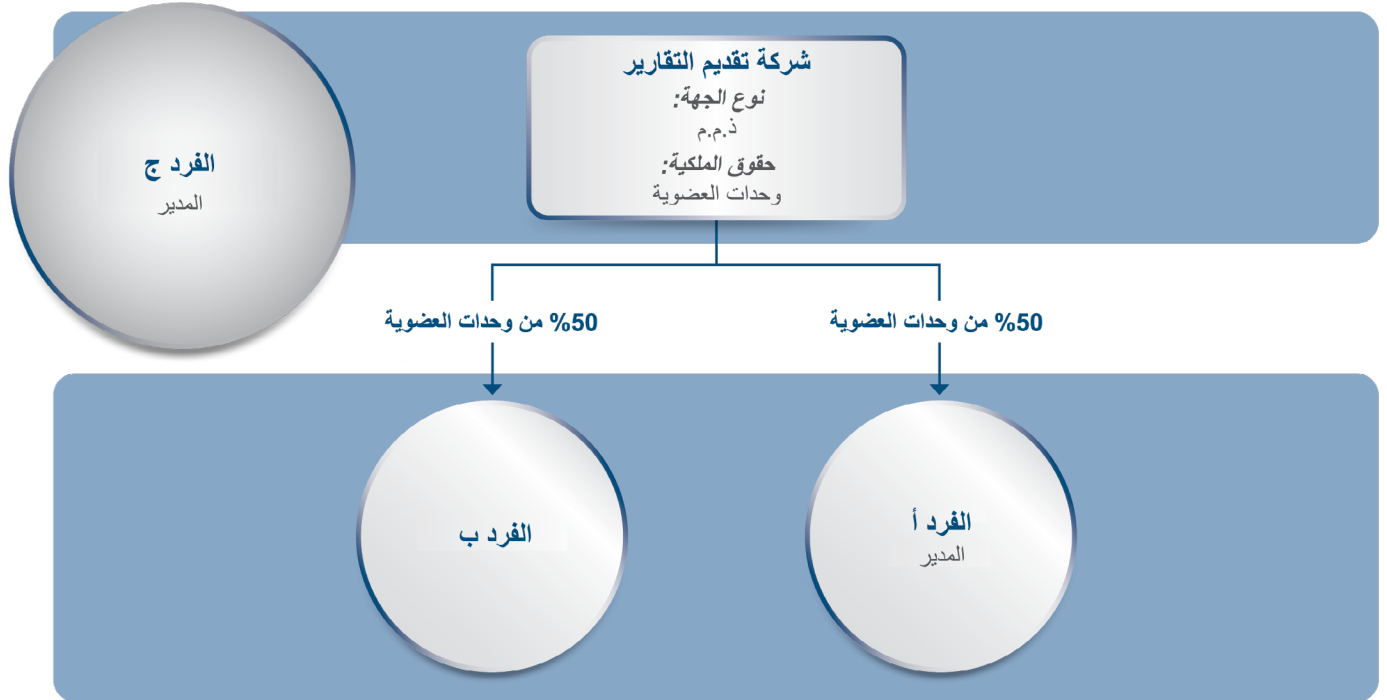 شركة تقديم التقارير
نوع الجهة:
ذ.م.م
حقوق الملكية:
وحدات العضوية
الفرد ج
المدير
50% من وحدات العضوية
50% من وحدات العضوية
الفرد أ
المدير
الفرد ب